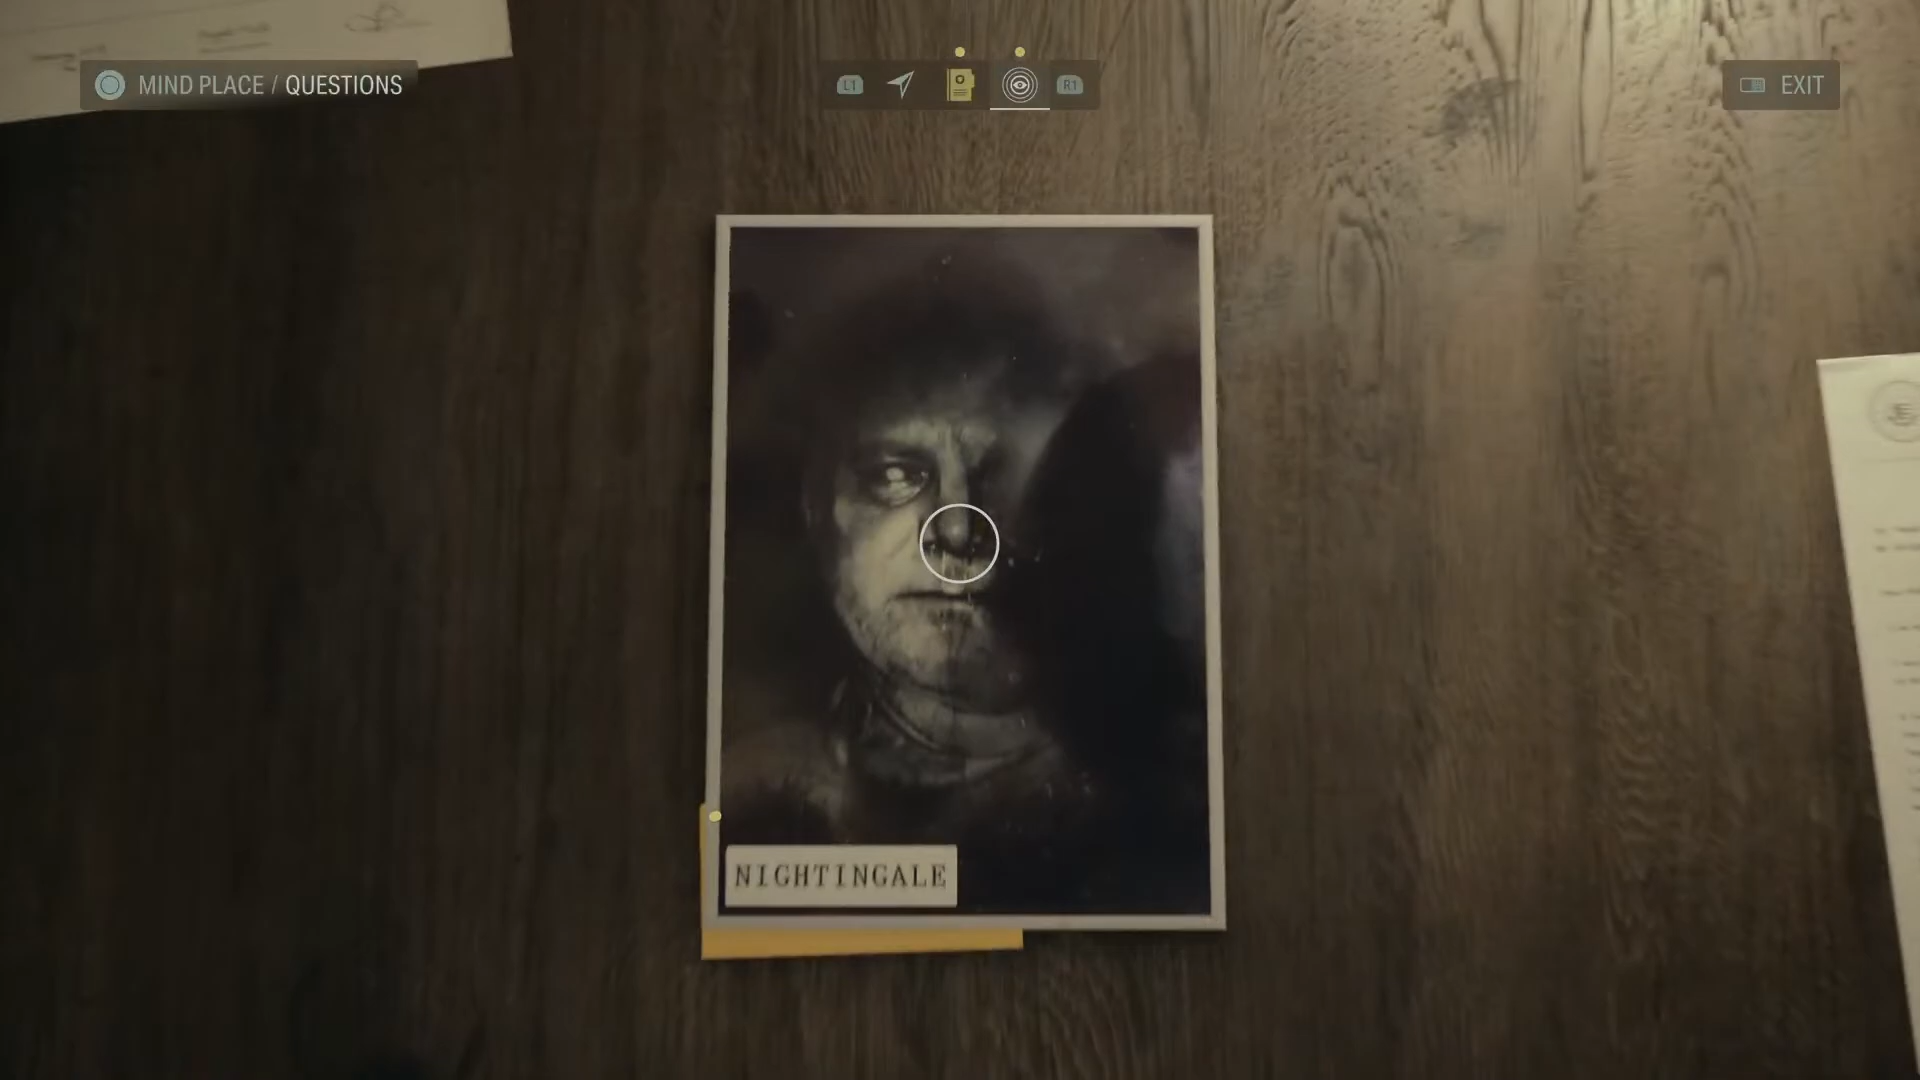 MIND PLACE / QUESTIONS
L1
R1
EXIT
NIGHTINGALE